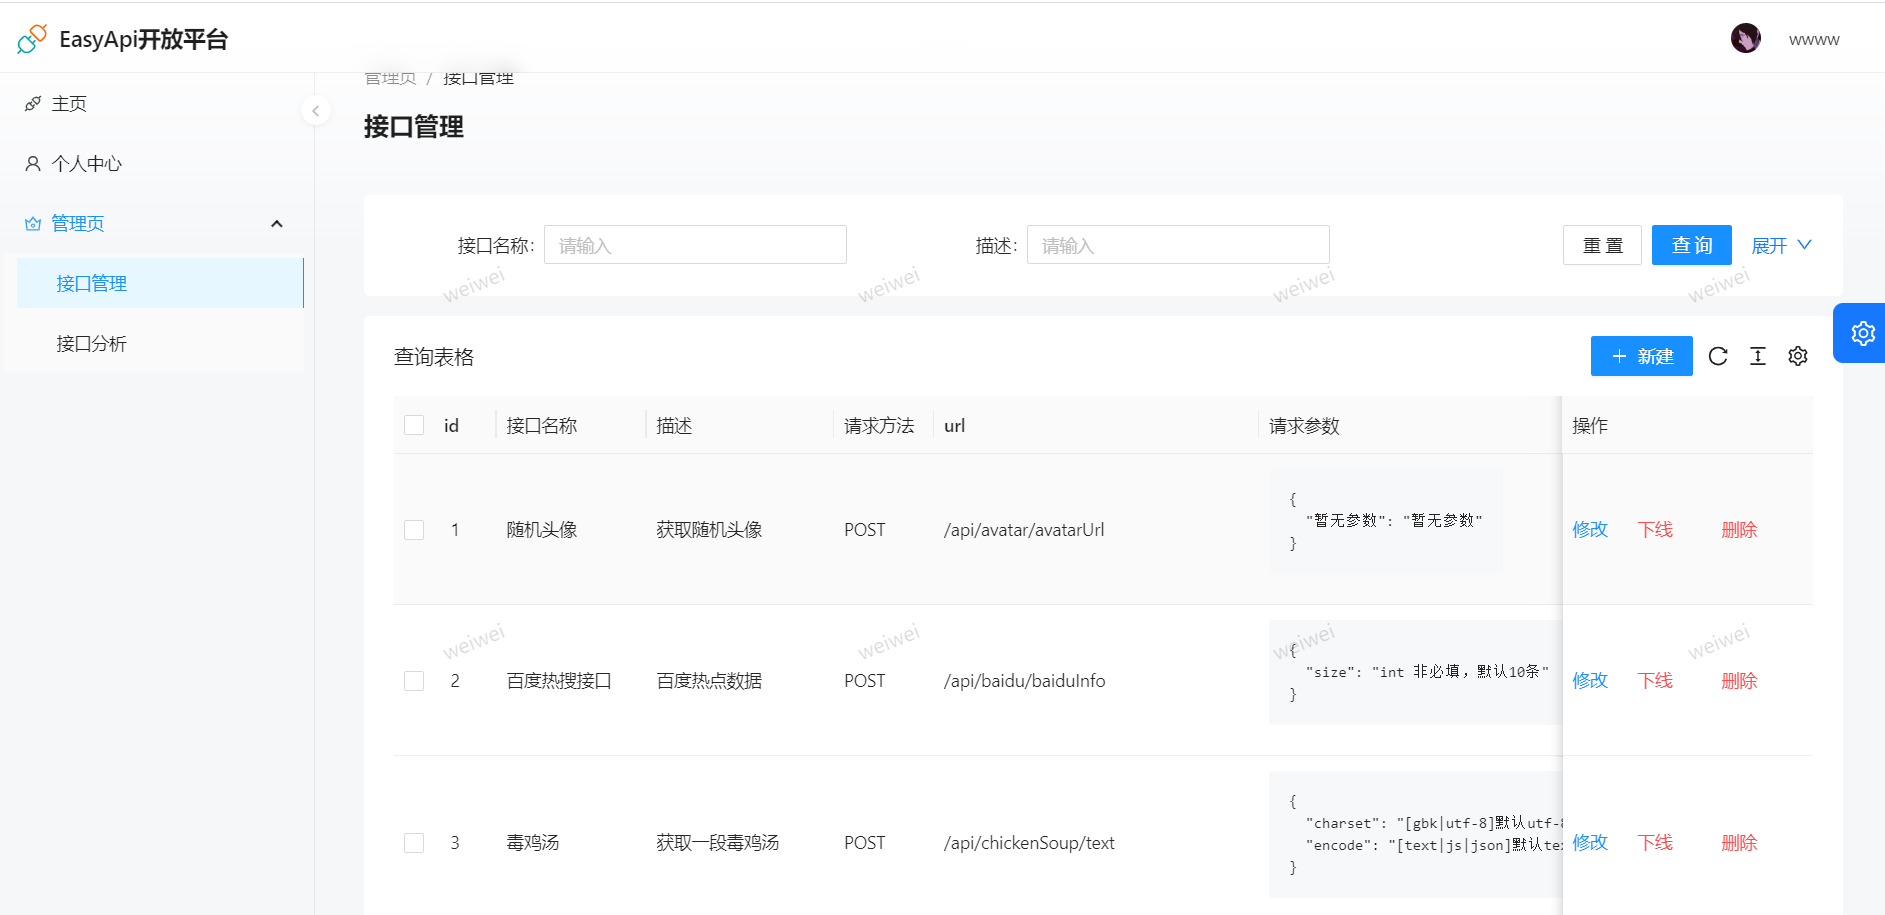 EasyApi开放平台
wwww
主页
个人中心
管理页
接口管理
接口分析
管理页 / 接口管理
接口管理
接口名称: 请输入
描述: 请输入
重 置
查 询
展开
weiwei weiwei weiwei weiwei
查询表格
新建
id 接口名称 描述 请求方法 url 请求参数 操作
1 随机头像 获取随机头像 POST /api/avatar/avatarUrl
{
"暂无参数": "暂无参数"
}
修改 下线 删除
weiwei weiwei weiwei weiwei
2 百度热搜接口 百度热点数据 POST /api/baidu/baiduInfo
{
"size": "int 非必填，默认10条"
}
修改 下线 删除
3 毒鸡汤 获取一段毒鸡汤 POST /api/chickenSoup/text
{
"charset": "[gbk|utf-8]默认utf-8
"encode": "[text|js|json]默认tex
}
修改 下线 删除